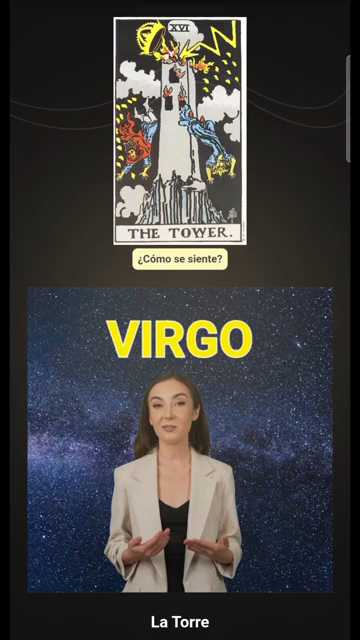 XVI
THE TOWER.
¿Cómo se siente?
VIRGO
La Torre